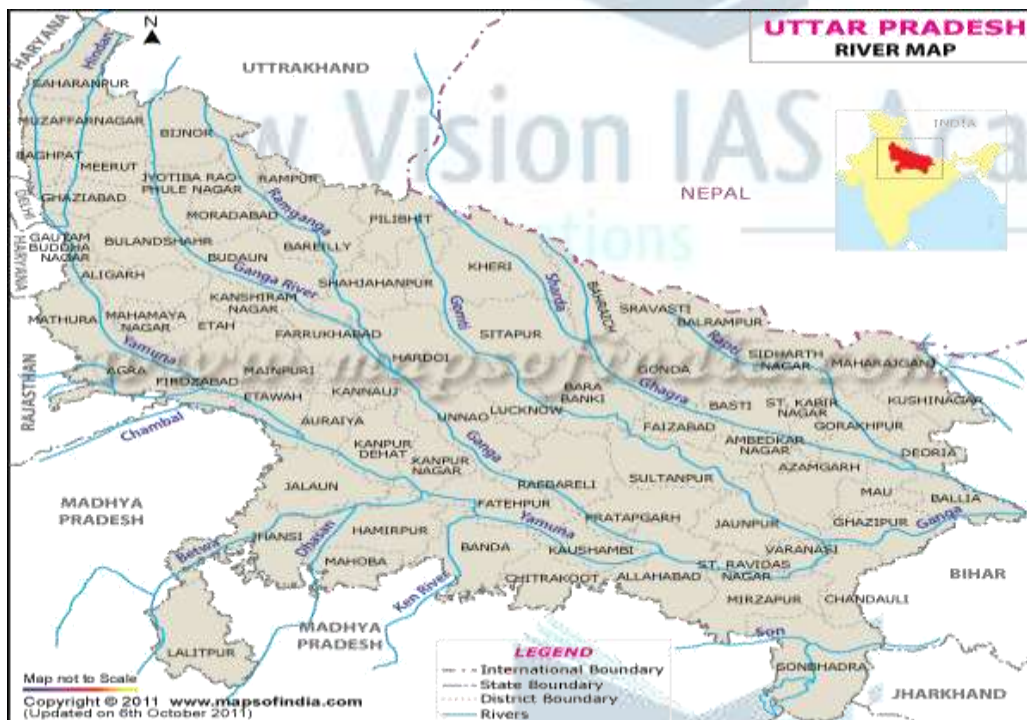 UTTAR PRADESH
RIVER MAP
N
HARYANA
Hindan
UTTRAKHAND
INDIA
Vision IAS
NEPAL
SAHARANPUR
MUZAFFARNAGAR
BIJNOR
BAGHPAT
MEERUT
JYOTIBA RAO
PHULE NAGAR
RAMPUR
DELHI
GHAZIABAD
MORADABAD
Ramganga
PILIBHIT
HARYANA
GAUTAM
BUDDHA
NAGAR
BULANDSHAHR
BUDAUN
BAREILLY
KHERI
Sharda
BAHRAICH
ALIGARH
Ganga River
SHAHJAHANPUR
Gomti
SRAVASTI
BALRAMPUR
KANSHIRAM
NAGAR
MATHURA
MAHAMAYA
NAGAR
ETAH
FARRUKHABAD
SITAPUR
Rapti
SIDHARTH
NAGAR
MAHARAJGANJ
www.mapsofindia.com
Yamuna
HARDOI
GONDA
RAJASTHAN
AGRA
FIROZABAD
MAINPURI
KANNAUJ
BARA
BANKI
Ghagra
BASTI
ST. KABIR
NAGAR
KUSHINAGAR
ETAWAH
AURAIYA
UNNAO
LUCKNOW
FAIZABAD
GORAKHPUR
Chambal
KANPUR
DEHAT
KANPUR
NAGAR
Ganga
AMBEDKAR
NAGAR
DEORIA
AZAMGARH
JALAUN
RAEBARELI
SULTANPUR
MAU
BALLIA
MADHYA
PRADESH
FATEHPUR
PRATAPGARH
JAUNPUR
GHAZIPUR
Ganga
JHANSI
Dhasan
HAMIRPUR
Yamuna
Betwa
MAHOBA
BANDA
KAUSHAMBI
VARANASI
BIHAR
Ken River
CHITRAKOOT
ALLAHABAD
ST. RAVIDAS
NAGAR
MIRZAPUR
CHANDAULI
MADHYA
PRADESH
LALITPUR
Son
SONBHADRA
JHARKHAND
LEGEND
International Boundary
State Boundary
District Boundary
Rivers
Map not to Scale
Copyright © 2011 www.mapsofindia.com
(Updated on 6th October 2011)